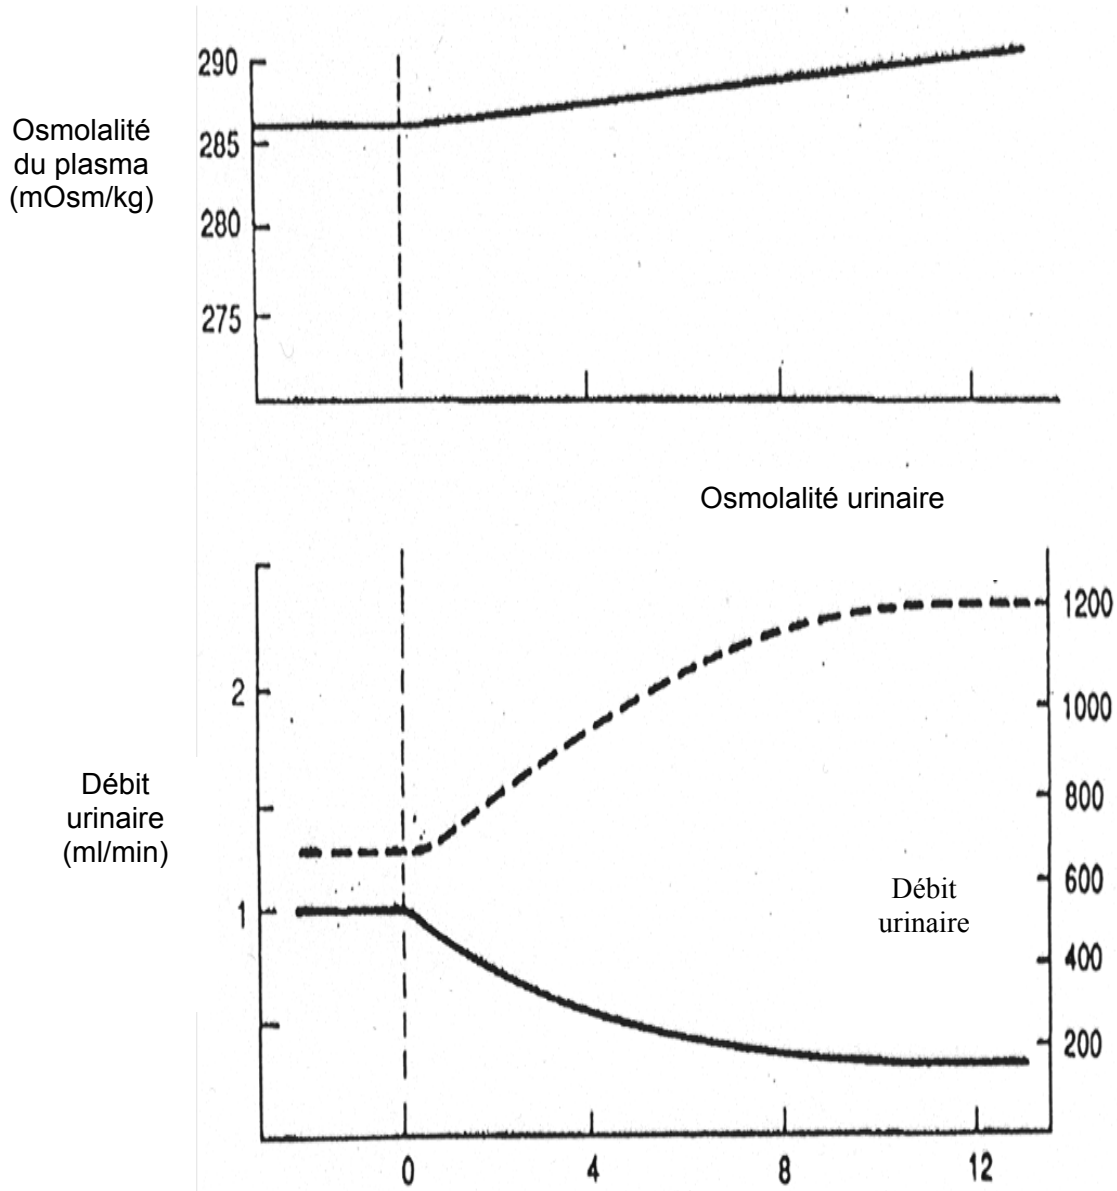 290
Osmolalité
du plasma
(mOsm/kg)
285
280
275
Osmolalité urinaire
1200
2
1000
Débit
urinaire
(ml/min)
800
600
Débit
urinaire
1
400
200
0
4
8
12